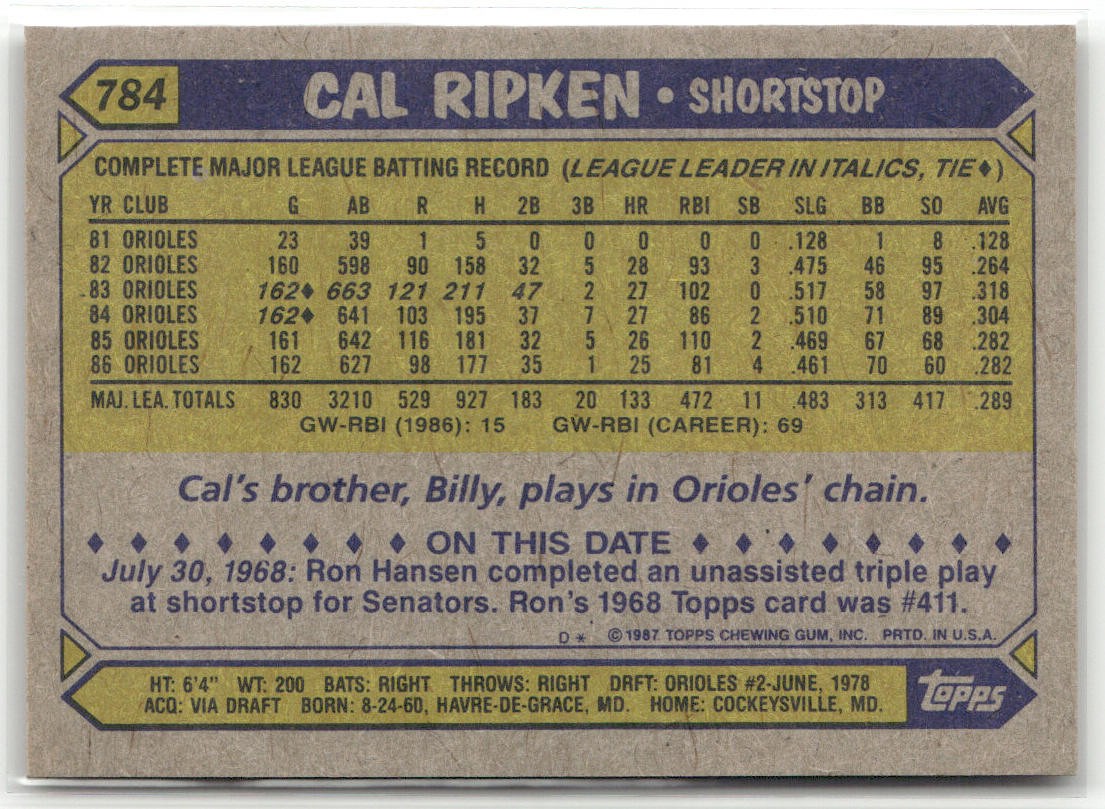 784 CAL RIPKEN • SHORTSTOP
COMPLETE MAJOR LEAGUE BATTING RECORD (LEAGUE LEADER IN ITALICS, TIE♦)
YR CLUB G AB R H 2B 3B HR RBI SB SLG BB SO AVG
81 ORIOLES 23 39 1 5 0 0 0 0 0 .128 1 8 .128
82 ORIOLES 160 598 90 158 32 5 28 93 3 .475 46 95 .264
83 ORIOLES 162♦ 663 121 211 47 2 27 102 0 .517 58 97 .318
84 ORIOLES 162♦ 641 103 195 37 7 27 86 2 .510 71 89 .304
85 ORIOLES 161 642 116 181 32 5 26 110 2 .469 67 68 .282
86 ORIOLES 162 627 98 177 35 1 25 81 4 .461 70 60 .282
MAJ. LEA. TOTALS 830 3210 529 927 183 20 133 472 11 .483 313 417 .289
GW-RBI (1986): 15 GW-RBI (CAREER): 69
Cal's brother, Billy, plays in Orioles' chain.
♦ ♦ ♦ ♦ ♦ ♦ ♦ ♦ ON THIS DATE ♦ ♦ ♦ ♦ ♦ ♦ ♦ ♦
July 30, 1968: Ron Hansen completed an unassisted triple play
at shortstop for Senators. Ron's 1968 Topps card was #411.
D * ©1987 TOPPS CHEWING GUM, INC. PRTD. IN U.S.A.
HT: 6'4" WT: 200 BATS: RIGHT THROWS: RIGHT DRFT: ORIOLES #2-JUNE, 1978
ACQ: VIA DRAFT BORN: 8-24-60, HAVRE-DE-GRACE, MD. HOME: COCKEYSVILLE, MD.
topps